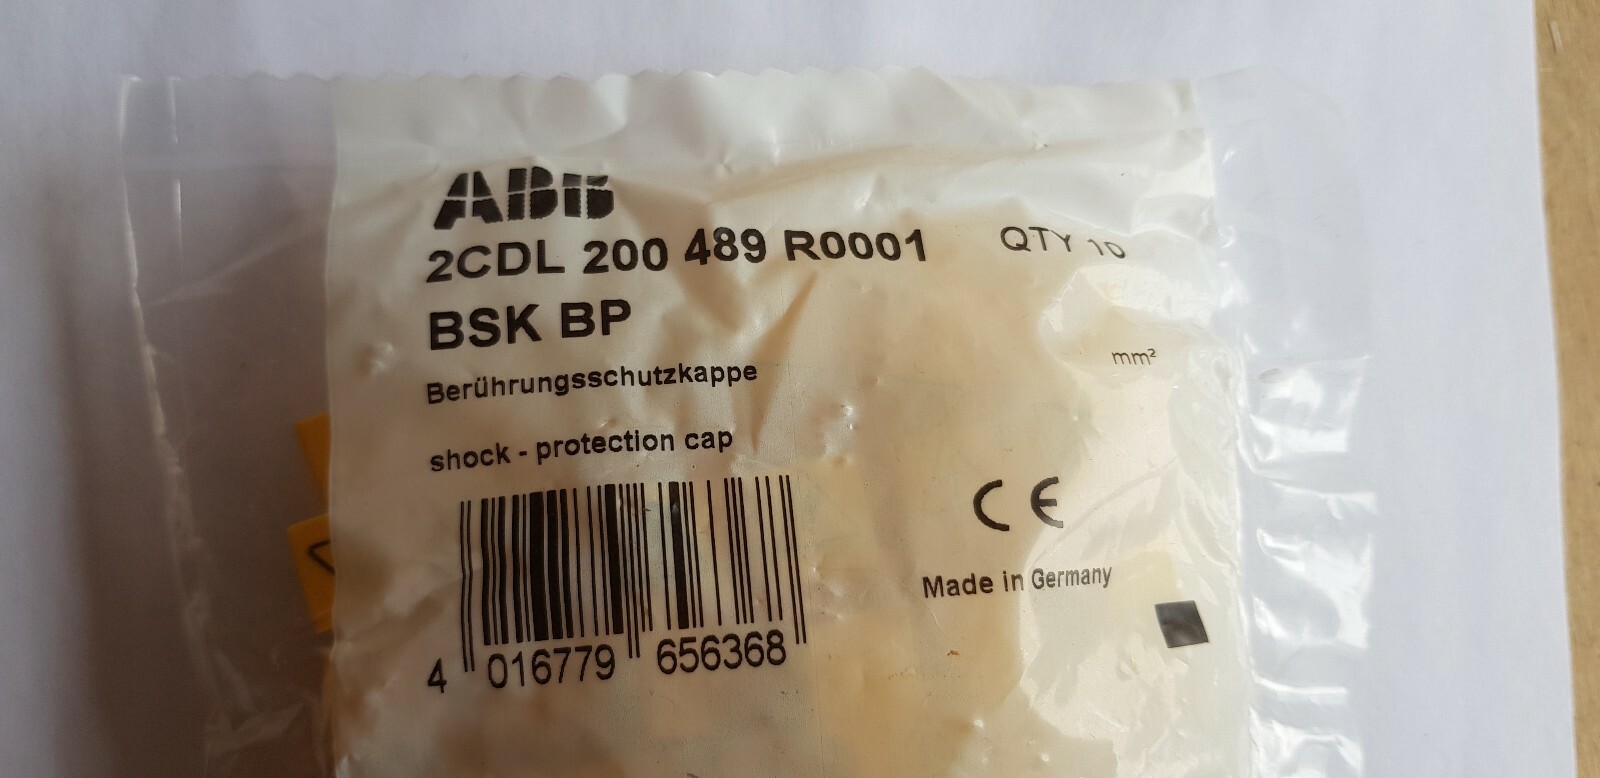 ABB
2CDL 200 489 R0001 QTY 10
BSK BP
mm²
Berührungsschutzkappe
shock - protection cap
CE
Made in Germany
4 016779 656368